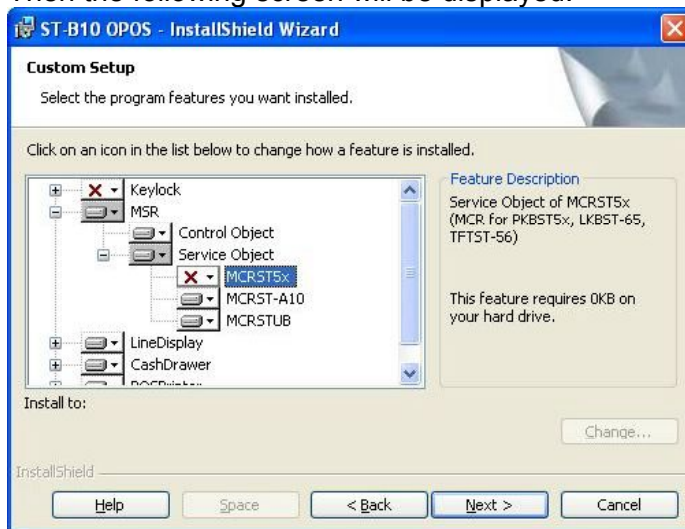 Then the following screen will be displayed.
ST-B10 OPOS - InstallShield Wizard
Custom Setup
Select the program features you want installed.
Click on an icon in the list below to change how a feature is installed.
Keylock
MSR
Control Object
Service Object
MCRST5x
MCRST-A10
MCRSTUB
LineDisplay
CashDrawer
Feature Description
Service Object of MCRST5x
(MCR for PKBST5x, LKBST-65,
TFTST-56)
This feature requires 0KB on
your hard drive.
Install to:
Change...
InstallShield
Help
Space
< Back
Next >
Cancel